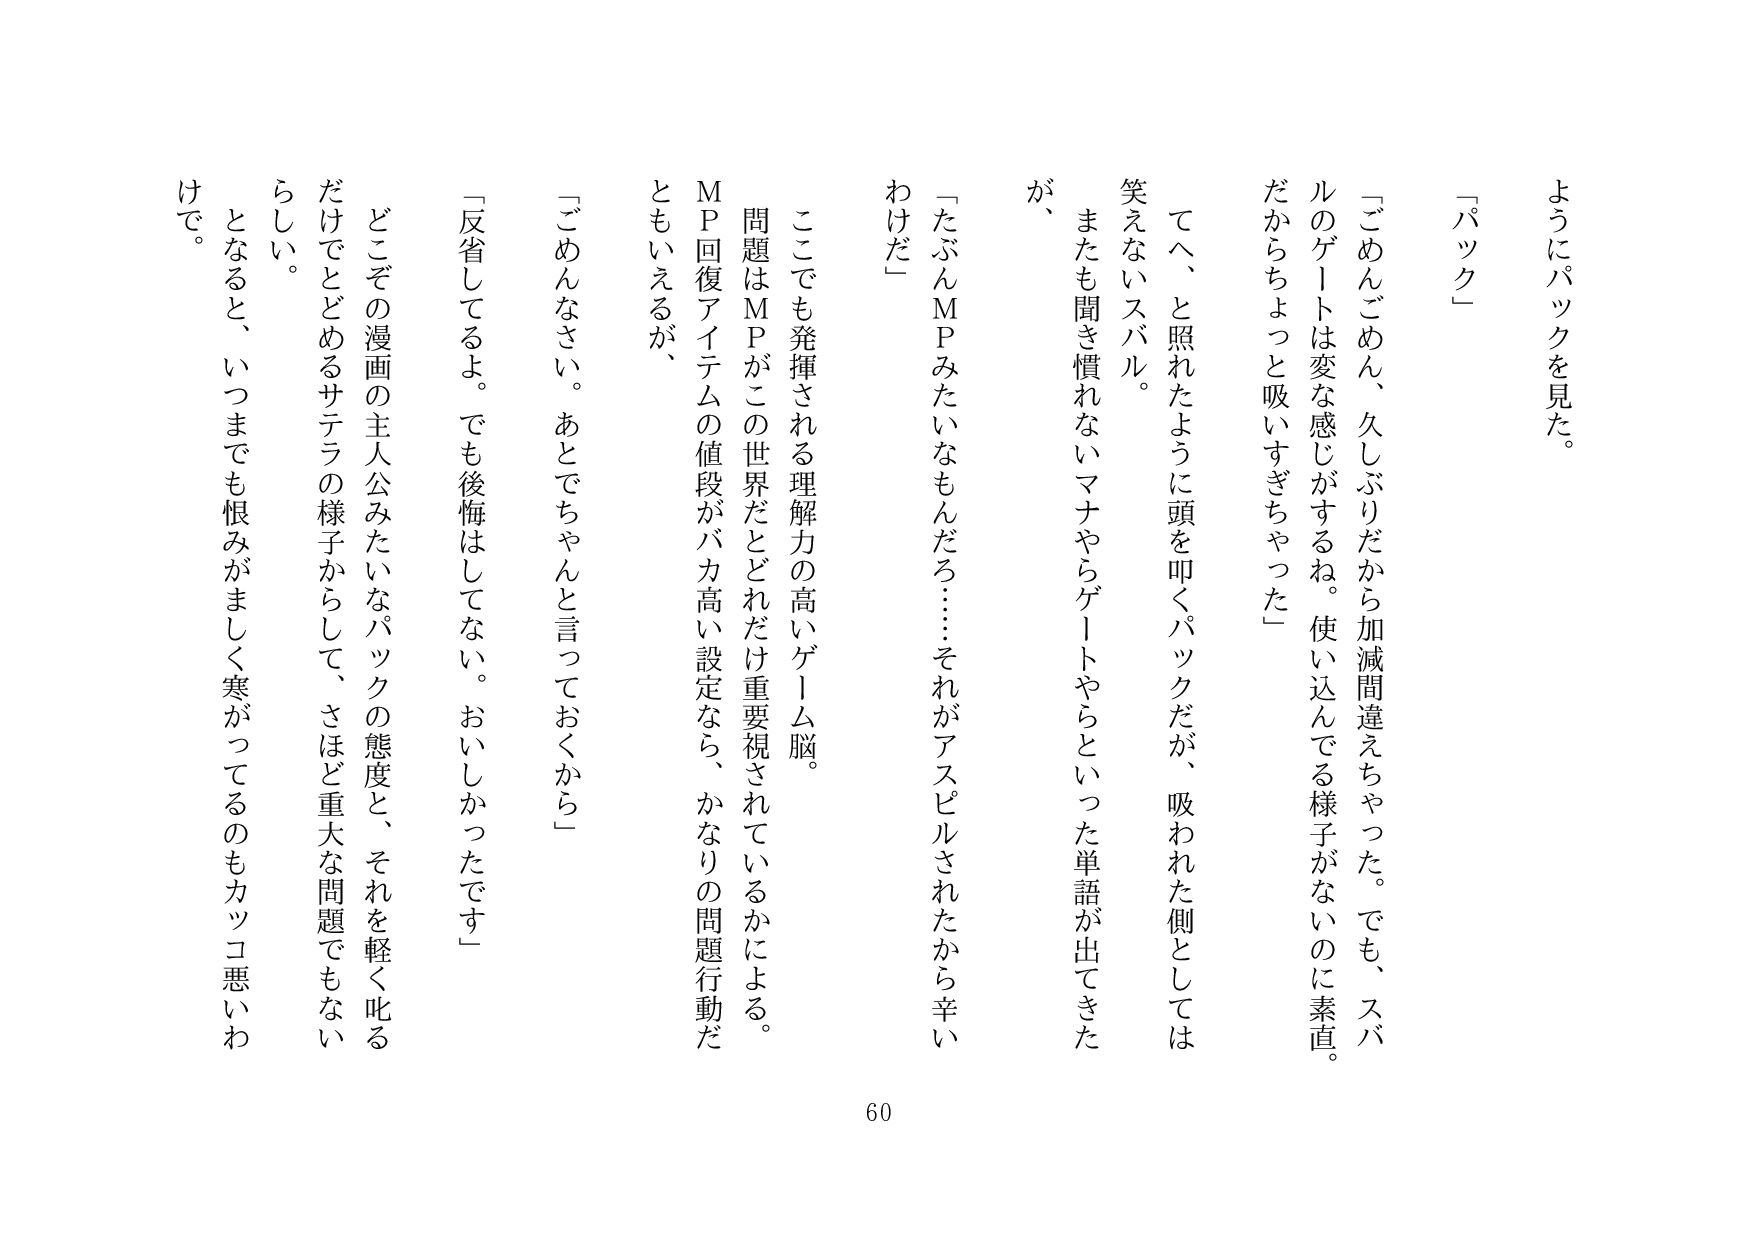 ようにパックを見た。
「パック」
「ごめんごめん、久しぶりだから加減間違えちゃった。でも、スバ
ルのゲートは変な感じがするね。使い込んでる様子がないのに素直。
だからちょっと吸いすぎちゃった」
てへ、と照れたように頭を叩くパックだが、吸われた側としては
笑えないスバル。
またも聞き慣れないマナやらゲートやらといった単語が出てきた
が、
「たぶんＭＰみたいなもんだろ……それがアスピルされたから辛い
わけだ」
ここでも発揮される理解力の高いゲーム脳。
問題はＭＰがこの世界だとどれだけ重要視されているかによる。
ＭＰ回復アイテムの値段がバカ高い設定なら、かなりの問題行動だ
ともいえるが、
「ごめんなさい。あとでちゃんと言っておくから」
「反省してるよ。でも後悔はしてない。おいしかったです」
どこぞの漫画の主人公みたいなパックの態度と、それを軽く叱る
だけでとどめるサテラの様子からして、さほど重大な問題でもない
らしい。
となると、いつまでも恨みがましく寒がってるのもカッコ悪いわ
けで。
60